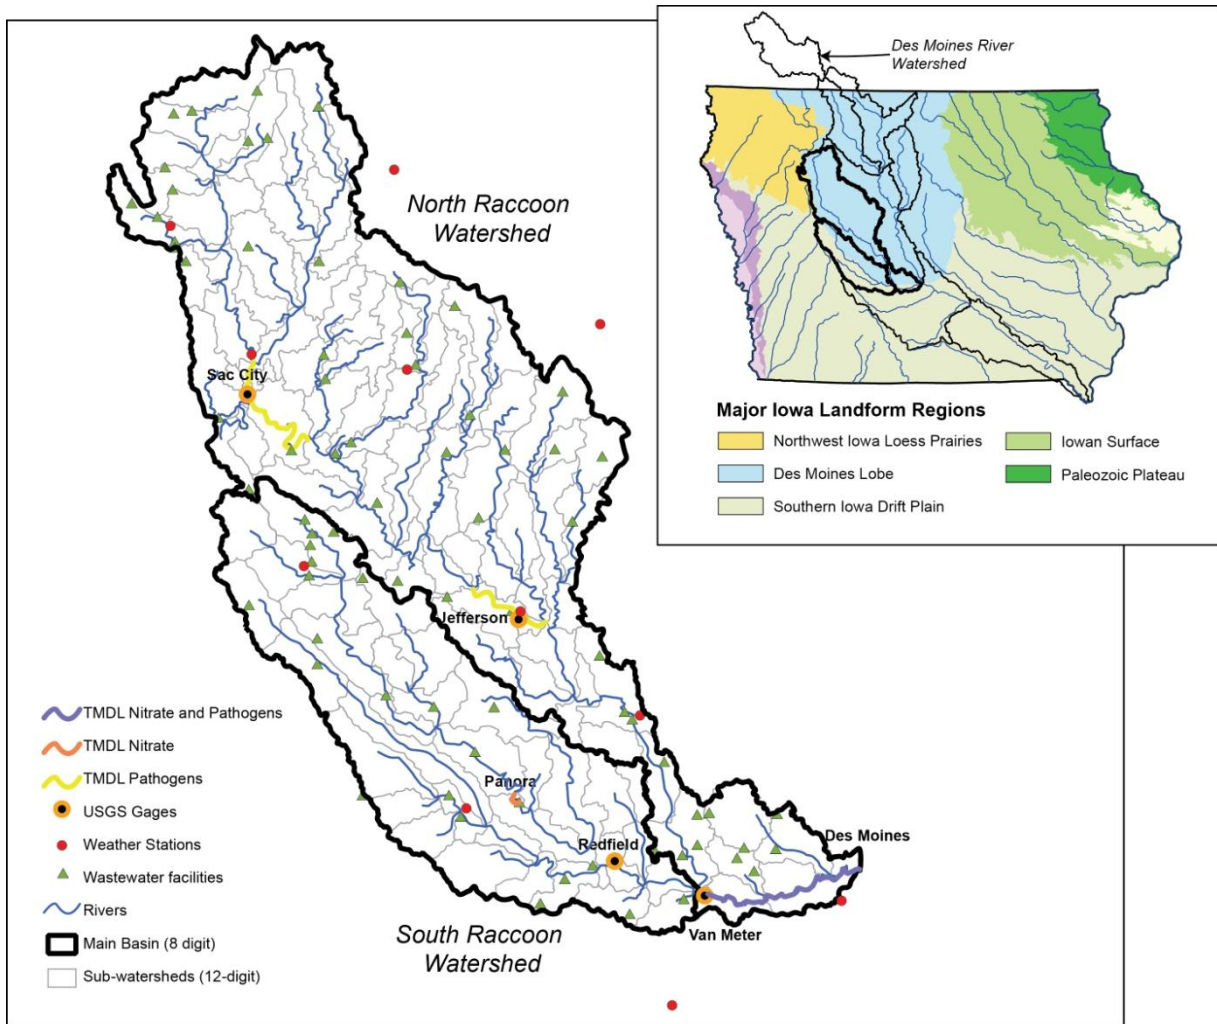 Des Moines River
Watershed
North Raccoon
Watershed
Sac City
Major Iowa Landform Regions
Northwest Iowa Loess Prairies
Iowan Surface
Des Moines Lobe
Paleozoic Plateau
Southern Iowa Drift Plain
Jefferson
TMDL Nitrate and Pathogens
TMDL Nitrate
TMDL Pathogens
USGS Gages
Weather Stations
Wastewater facilities
Rivers
Main Basin (8 digit)
Sub-watersheds (12-digit)
Panora
Redfield
Des Moines
Van Meter
South Raccoon
Watershed